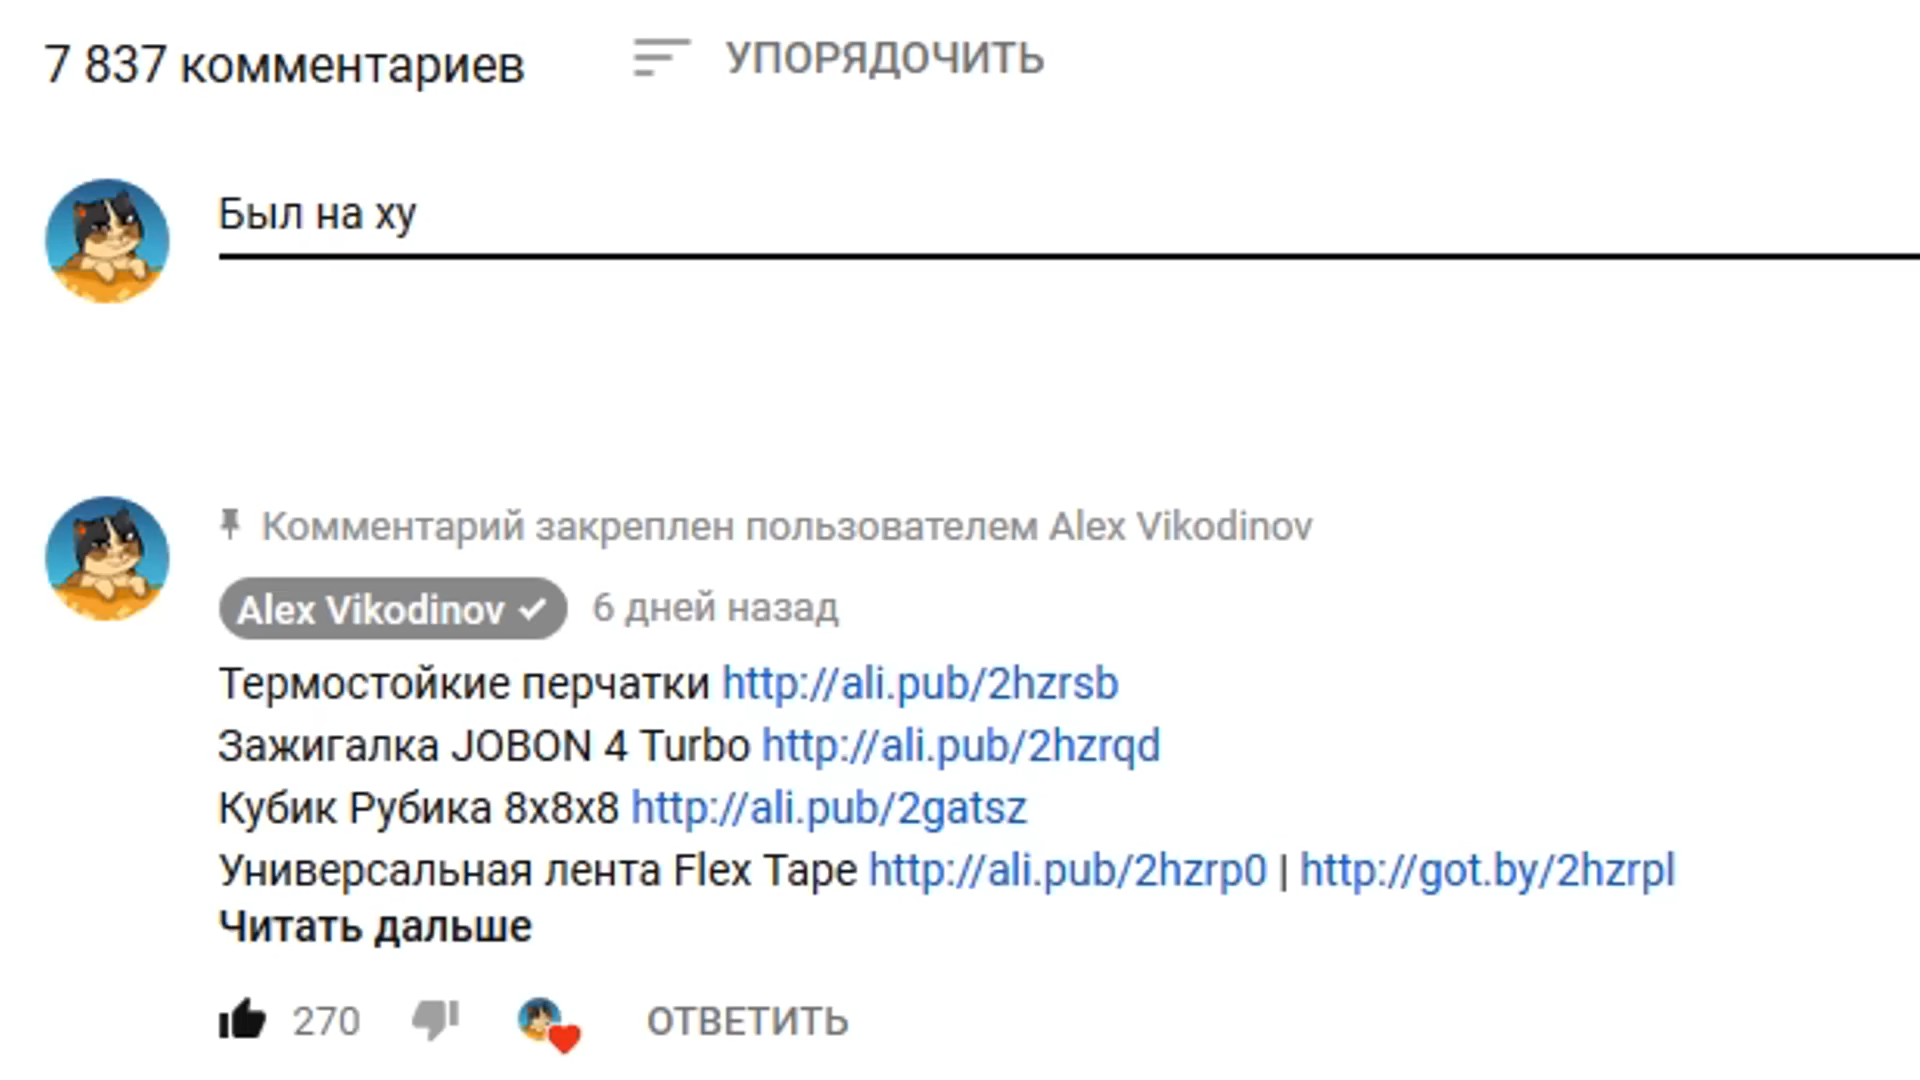 7 837 комментариев
УПОРЯДОЧИТЬ
Был на ху
Комментарий закреплен пользователем Alex Vikodinov
Alex Vikodinov 6 дней назад
Термостойкие перчатки http://ali.pub/2hzrsb
Зажигалка JOBON 4 Turbo http://ali.pub/2hzrqd
Кубик Рубика 8х8х8 http://ali.pub/2gatsz
Универсальная лента Flex Tape http://ali.pub/2hzrp0 | http://got.by/2hzrpl
Читать дальше
270 ОТВЕТИТЬ